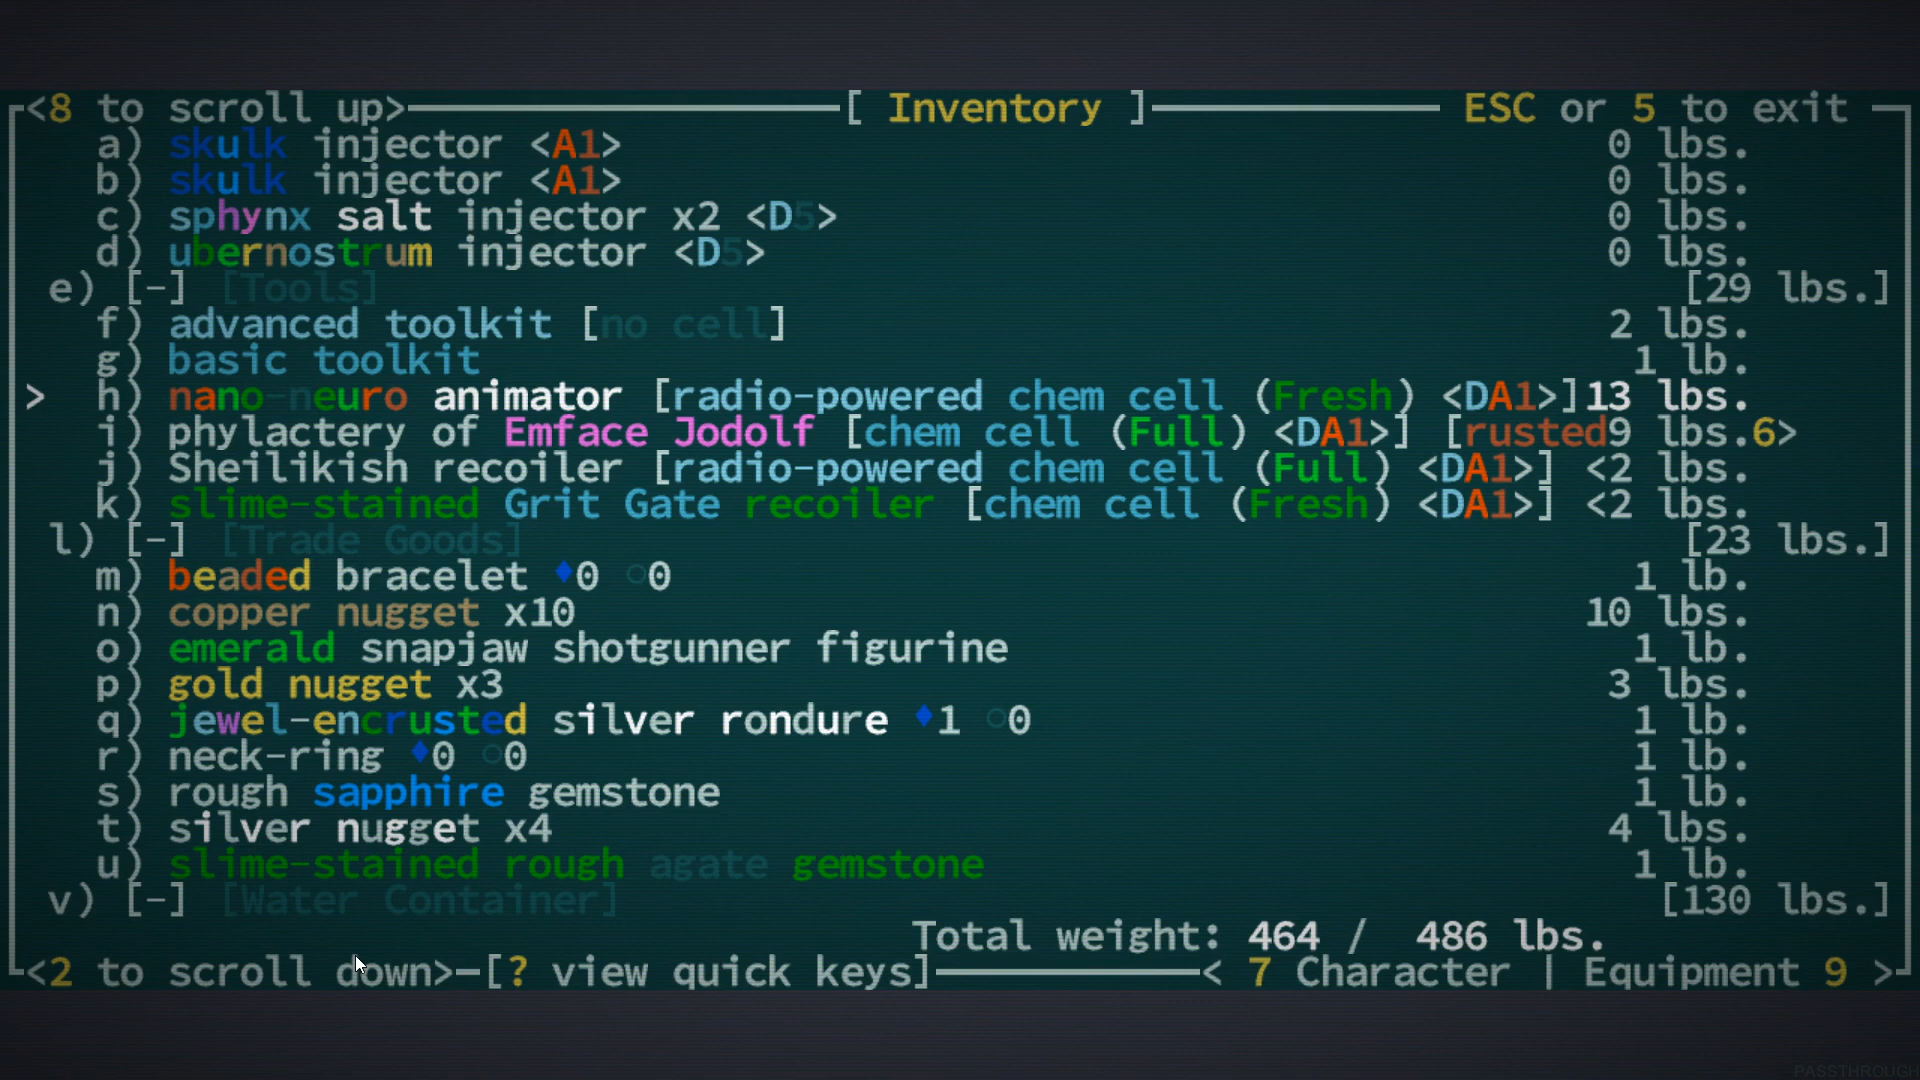 <8 to scroll up> [ Inventory ] ESC or 5 to exit
a) skulk injector <A1> 0 lbs.
b) skulk injector <A1> 0 lbs.
c) sphynx salt injector x2 <D5> 0 lbs.
d) ubernostrum injector <D5> 0 lbs.
e) [-] [Tools] [29 lbs.]
f) advanced toolkit [no cell] 2 lbs.
g) basic toolkit 1 lb.
> h) nano-neuro animator [radio-powered chem cell (Fresh) <DA1>]13 lbs.
i) phylactery of Emface Jodolf [chem cell (Full) <DA1>] [rusted9 lbs.6>
j) Sheilikish recoiler [radio-powered chem cell (Full) <DA1>] <2 lbs.
k) slime-stained Grit Gate recoiler [chem cell (Fresh) <DA1>] <2 lbs.
l) [-] [Trade Goods] [23 lbs.]
m) beaded bracelet ♦0 ○0 1 lb.
n) copper nugget x10 10 lbs.
o) emerald snapjaw shotgunner figurine 1 lb.
p) gold nugget x3 3 lbs.
q) jewel-encrusted silver rondure ♦1 ○0 1 lb.
r) neck-ring ♦0 ○0 1 lb.
s) rough sapphire gemstone 1 lb.
t) silver nugget x4 4 lbs.
u) slime-stained rough agate gemstone 1 lb.
v) [-] [Water Container] [130 lbs.]
Total weight: 464 / 486 lbs.
<2 to scroll down> [? view quick keys] < 7 Character | Equipment 9 >
PASSTHROUGH